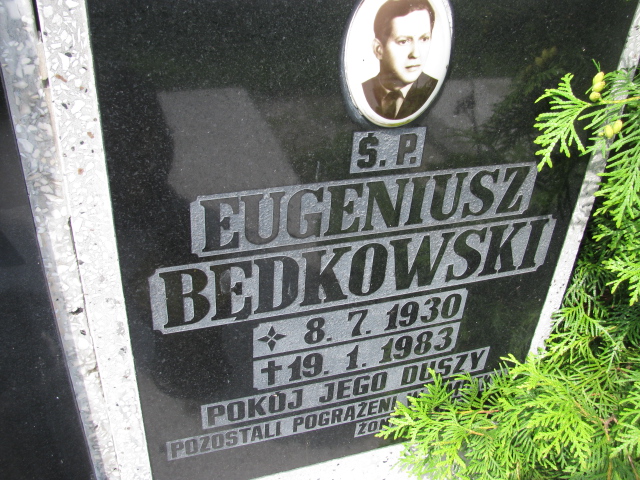 Ś. P.
EUGENIUSZ
BEDKOWSKI
8. 7. 1930
† 19. 1. 1983
POKÓJ JEGO DUSZY
POZOSTALI POGRĄŻENI